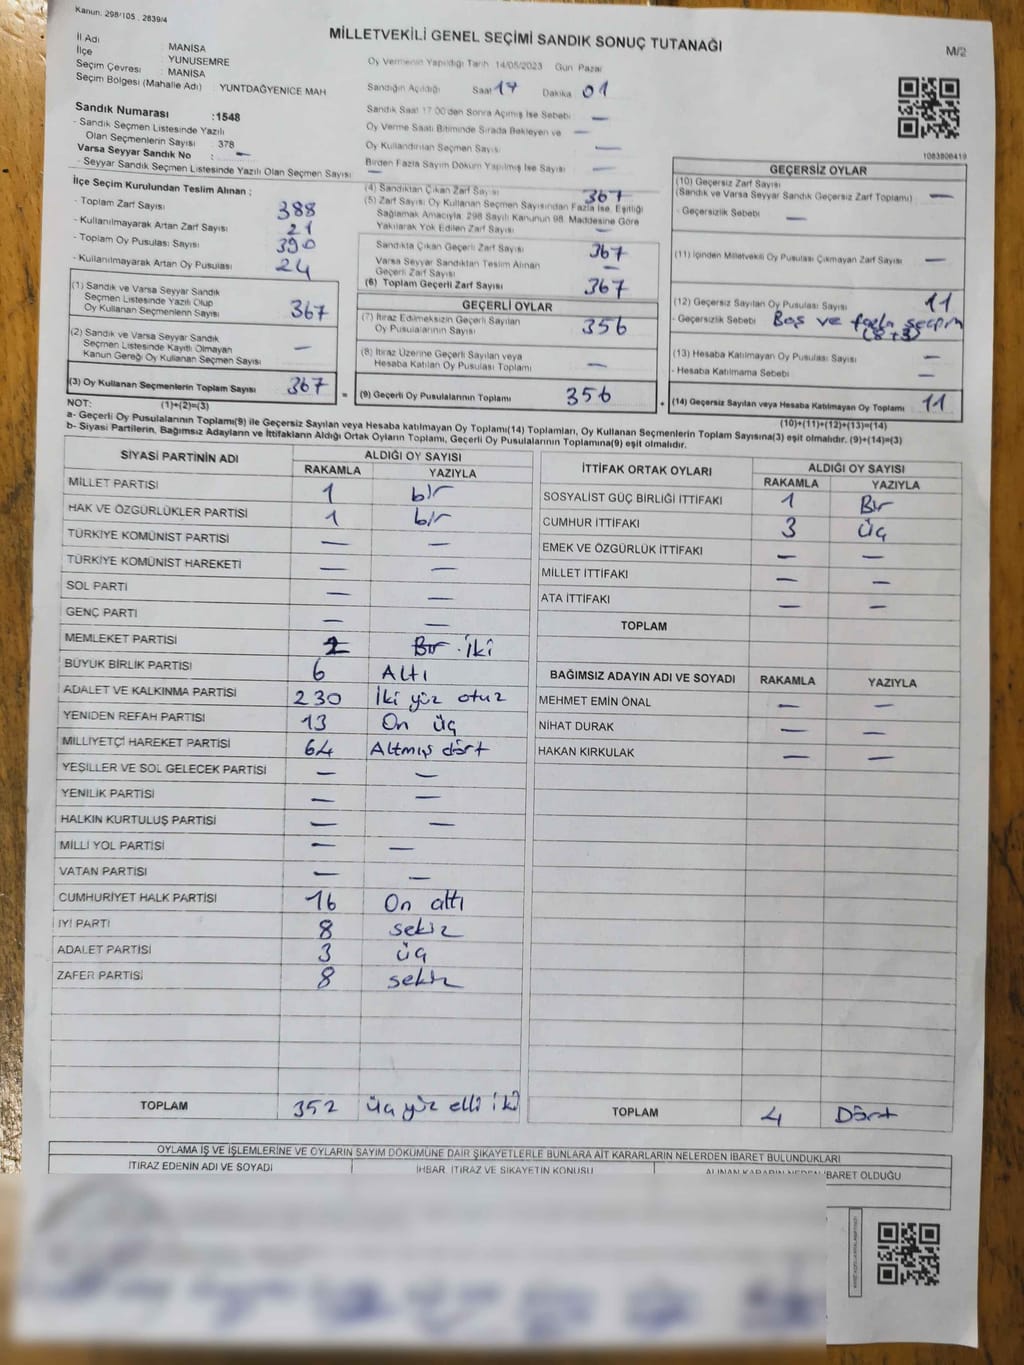 Kanun: 298/105 , 2839/4
MİLLETVEKİLİ GENEL SEÇİMİ SANDIK SONUÇ TUTANAĞI
M/2
İl Adı : MANİSA
İlçe : YUNUSEMRE
Seçim Çevresi : MANİSA
Seçim Bölgesi (Mahalle Adı) : YUNTDAĞYENİCE MAH
Oy Vermenin Yapıldığı Tarih 14/05/2023 Gün Pazar
Sandığın Açıldığı Saat 17 Dakika 01
Sandık Saat 17:00'den Sonra Açılmış İse Sebebi —
Oy Verme Saati Bitiminde Sırada Bekleyen ve —
Oy Kullandırılan Seçmen Sayısı —
Birden Fazla Sayım Döküm Yapılmış İse Sayısı —
Sandık Numarası :1548
- Sandık Seçmen Listesinde Yazılı
Olan Seçmenlerin Sayısı : 378
Varsa Seyyar Sandık No : —
- Seyyar Sandık Seçmen Listesinde Yazılı Olan Seçmen Sayısı : —
1083806419
İlçe Seçim Kurulundan Teslim Alınan :
- Toplam Zarf Sayısı 388
- Kullanılmayarak Artan Zarf Sayısı 21
- Toplam Oy Pusulası Sayısı 390
- Kullanılmayarak Artan Oy Pusulası 24
(1) Sandık ve Varsa Seyyar Sandık
Seçmen Listesinde Yazılı Olup
Oy Kullanan Seçmenlerin Sayısı 367
(2) Sandık ve Varsa Seyyar Sandık
Seçmen Listesinde Kayıtlı Olmayan
Kanun Gereği Oy Kullanan Seçmen Sayısı —
(3) Oy Kullanan Seçmenlerin Toplam Sayısı 367
(4) Sandıktan Çıkan Zarf Sayısı 367
(5) Zarf Sayısı Oy Kullanan Seçmen Sayısından Fazla İse, Eşitliği
Sağlamak Amacıyla, 298 Sayılı Kanunun 98. Maddesine Göre
Yakılarak Yok Edilen Zarf Sayısı —
Sandıkta Çıkan Geçerli Zarf Sayısı 367
Varsa Seyyar Sandıktan Teslim Alınan
Geçerli Zarf Sayısı —
(6) Toplam Geçerli Zarf Sayısı 367
GEÇERLİ OYLAR
(7) İtiraz Edilmeksizin Geçerli Sayılan
Oy Pusulalarının Sayısı 356
(8) İtiraz Üzerine Geçerli Sayılan veya
Hesaba Katılan Oy Pusulası Toplamı —
= (9) Geçerli Oy Pusulalarının Toplamı 356
GEÇERSİZ OYLAR
(10) Geçersiz Zarf Sayısı
(Sandık ve Varsa Seyyar Sandık Geçersiz Zarf Toplamı) —
- Geçersizlik Sebebi —
(11) İçinden Milletvekili Oy Pusulası Çıkmayan Zarf Sayısı —
(12) Geçersiz Sayılan Oy Pusulası Sayısı 11
- Geçersizlik Sebebi Boş ve fazla seçim
(8+3)
(13) Hesaba Katılmayan Oy Pusulası Sayısı —
- Hesaba Katılmama Sebebi —
+ (14) Geçersiz Sayılan veya Hesaba Katılmayan Oy Toplamı 11
NOT: (1)+(2)=(3)
(10)+(11)+(12)+(13)=(14)
a- Geçerli Oy Pusulalarının Toplamı(9) ile Geçersiz Sayılan veya Hesaba katılmayan Oy Toplamı(14) Toplamları, Oy Kullanan Seçmenlerin Toplam Sayısına(3) eşit olmalıdır. (9)+(14)=(3)
b- Siyasi Partilerin, Bağımsız Adayların ve İttifakların Aldığı Ortak Oyların Toplamı, Geçerli Oy Pusulalarının Toplamına(9) eşit olmalıdır.
SİYASİ PARTİNİN ADI ALDIĞI OY SAYISI
RAKAMLA YAZIYLA
MİLLET PARTİSİ 1 bir
HAK VE ÖZGÜRLÜKLER PARTİSİ 1 bir
TÜRKİYE KOMÜNİST PARTİSİ — —
TÜRKİYE KOMÜNİST HAREKETİ — —
SOL PARTİ — —
GENÇ PARTİ — —
MEMLEKET PARTİSİ 2 Bir iki
BÜYÜK BİRLİK PARTİSİ 6 Altı
ADALET VE KALKINMA PARTİSİ 230 İki yüz otuz
YENİDEN REFAH PARTİSİ 13 On üç
MİLLİYETÇİ HAREKET PARTİSİ 64 Altmış dört
YEŞİLLER VE SOL GELECEK PARTİSİ — —
YENİLİK PARTİSİ — —
HALKIN KURTULUŞ PARTİSİ — —
MİLLİ YOL PARTİSİ — —
VATAN PARTİSİ — —
CUMHURİYET HALK PARTİSİ 16 On altı
İYİ PARTİ 8 sekiz
ADALET PARTİSİ 3 üç
ZAFER PARTİSİ 8 sekiz
TOPLAM 352 üç yüz elli iki
İTTİFAK ORTAK OYLARI ALDIĞI OY SAYISI
RAKAMLA YAZIYLA
SOSYALİST GÜÇ BİRLİĞİ İTTİFAKI 1 Bir
CUMHUR İTTİFAKI 3 üç
EMEK VE ÖZGÜRLÜK İTTİFAKI — —
MİLLET İTTİFAKI — —
ATA İTTİFAKI — —
TOPLAM
BAĞIMSIZ ADAYIN ADI VE SOYADI RAKAMLA YAZIYLA
MEHMET EMİN ÖNAL — —
NİHAT DURAK — —
HAKAN KIRKULAK — —
TOPLAM 4 Dört
OYLAMA İŞ VE İŞLEMLERİNE VE OYLARIN SAYIM DÖKÜMÜNE DAİR ŞİKAYETLERLE BUNLARA AİT KARARLARIN NELERDEN İBARET BULUNDUKLARI
İTİRAZ EDENİN ADI VE SOYADI İHBAR, İTİRAZ VE ŞİKAYETİN KONUSU ALINAN KARARIN NEDEN İBARET OLDUĞU